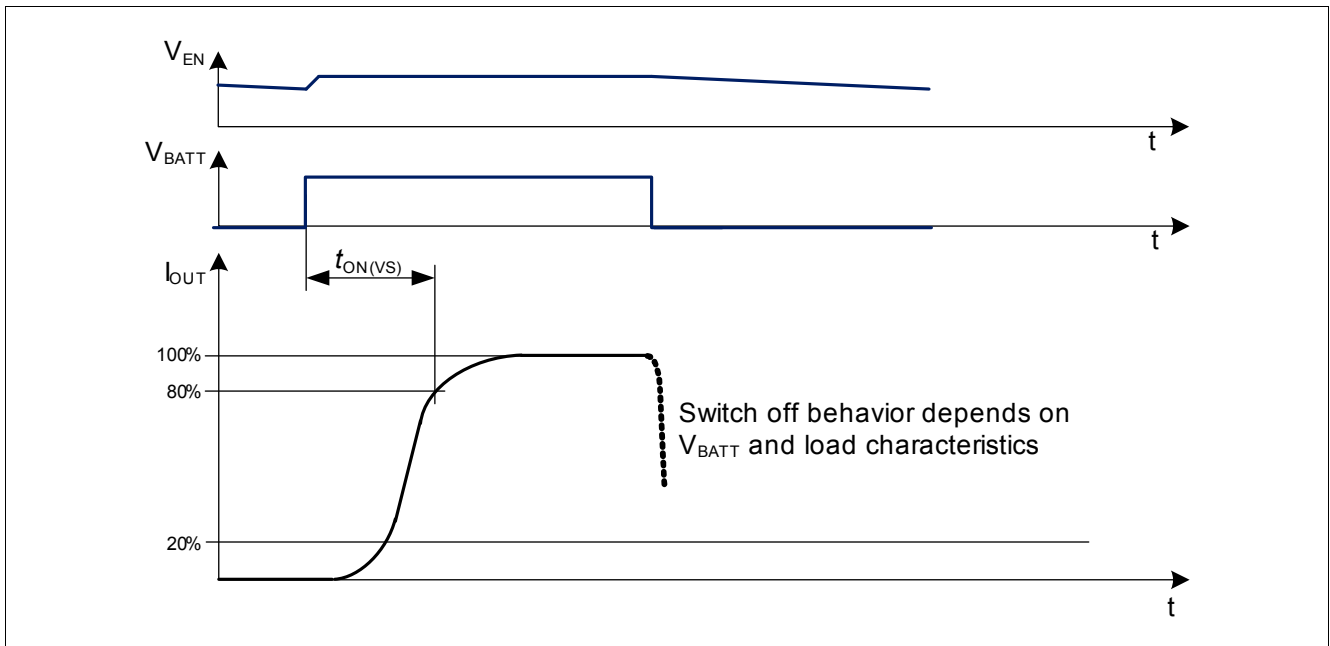 VEN
t
VBATT
t
IOUT
tON(VS)
100%
80%
Switch off behavior depends on
VBATT and load characteristics
20%
t